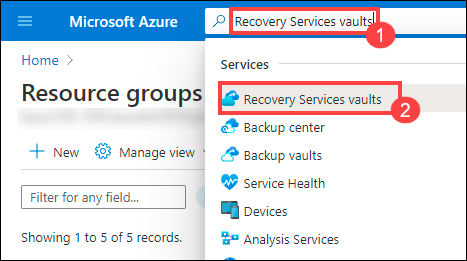 Microsoft Azure
Recovery Services vaults
1
Home
Services
Resource groups
Recovery Services vaults
2
Backup center
New
Manage view
Backup vaults
Service Health
Filter for any field...
Devices
Showing 1 to 5 of 5 records.
Analysis Services